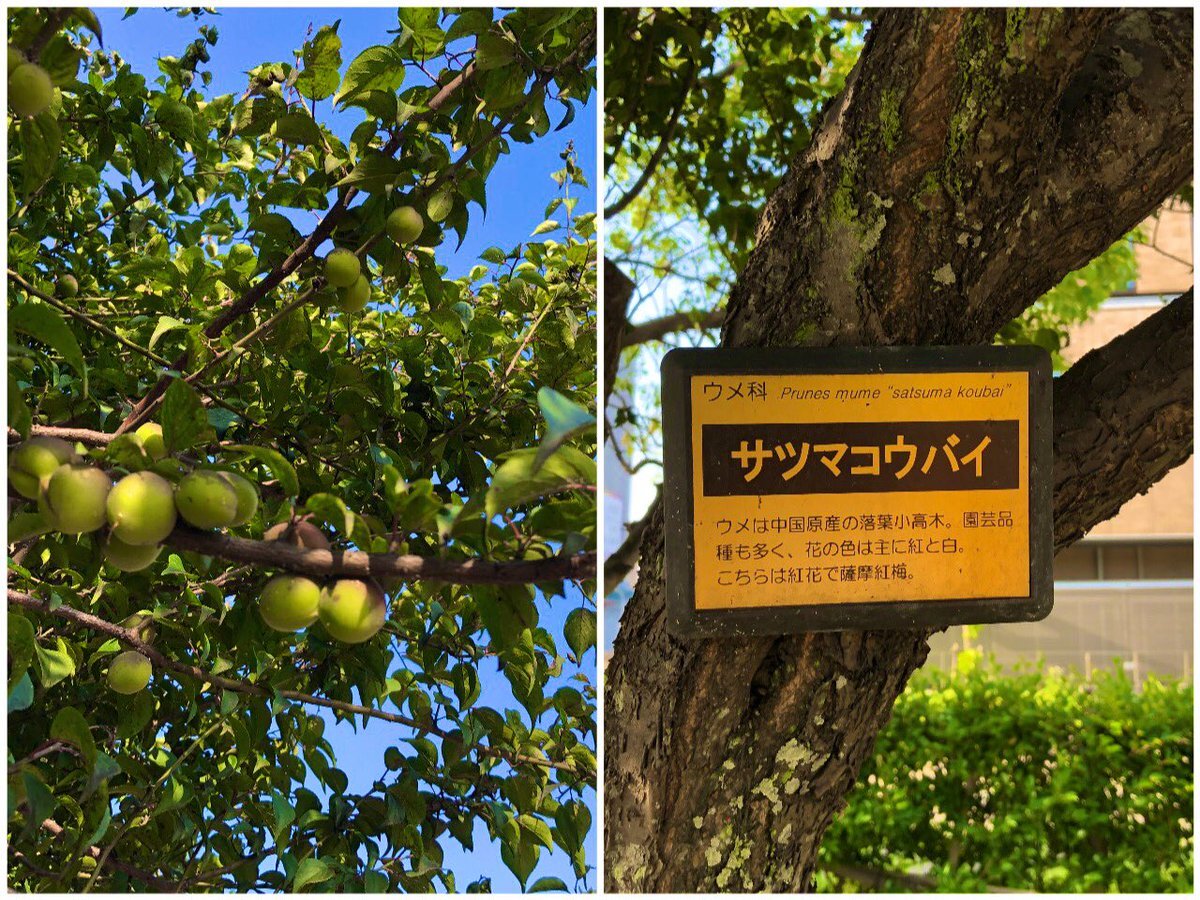 ウメ科 Prunes mume "satsuma koubai"
サツマコウバイ
ウメは中国原産の落葉小高木。園芸品
種も多く、花の色は主に紅と白。
こちらは紅花で薩摩紅梅。